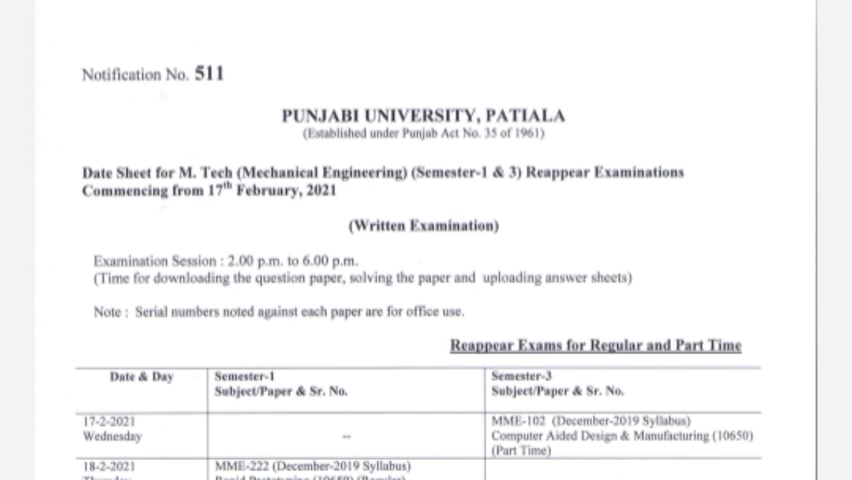 Notification No. 511
PUNJABI UNIVERSITY, PATIALA
(Established under Punjab Act No. 35 of 1961)
Date Sheet for M. Tech (Mechanical Engineering) (Semester-1 & 3) Reappear Examinations
Commencing from 17th February, 2021
(Written Examination)
Examination Session : 2.00 p.m. to 6.00 p.m.
(Time for downloading the question paper, solving the paper and uploading answer sheets)
Note : Serial numbers noted against each paper are for office use.
Reappear Exams for Regular and Part Time
Date & Day
Semester-1
Subject/Paper & Sr. No.
Semester-3
Subject/Paper & Sr. No.
17-2-2021
Wednesday
--
MME-102 (December-2019 Syllabus)
Computer Aided Design & Manufacturing (10650)
(Part Time)
18-2-2021
MME-222 (December-2019 Syllabus)